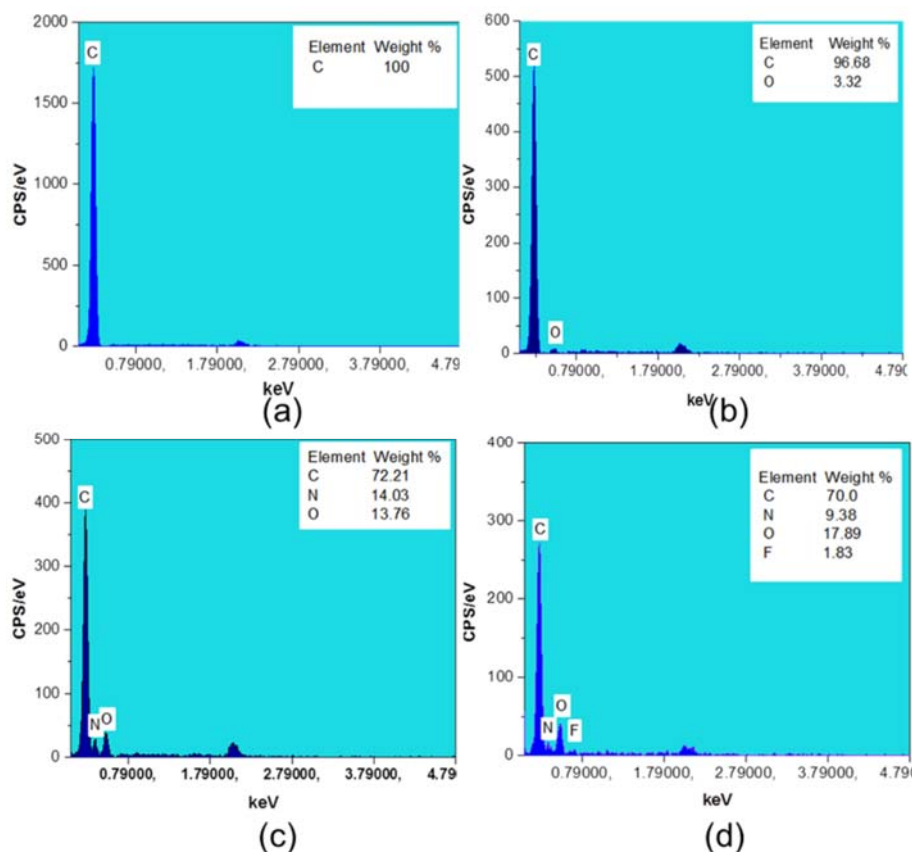 2000
1500
1000
500
0
CPS/eV
C
Element Weight %
C 100
0.79000, 1.79000, 2.79000, 3.79000, 4.79
keV
(a)
600
500
400
300
200
100
0
CPS/eV
C
O
Element Weight %
C 96.68
O 3.32
0.79000, 1.79000, 2.79000, 3.79000, 4.790
keV
(b)
500
400
300
200
100
0
CPS/eV
C
N O
Element Weight %
C 72.21
N 14.03
O 13.76
0.79000, 1.79000, 2.79000, 3.79000, 4.79
keV
(c)
400
300
200
100
0
CPS/eV
C
O
N F
Element Weight %
C 70.0
N 9.38
O 17.89
F 1.83
0.79000, 1.79000, 2.79000, 3.79000, 4.790
keV
(d)